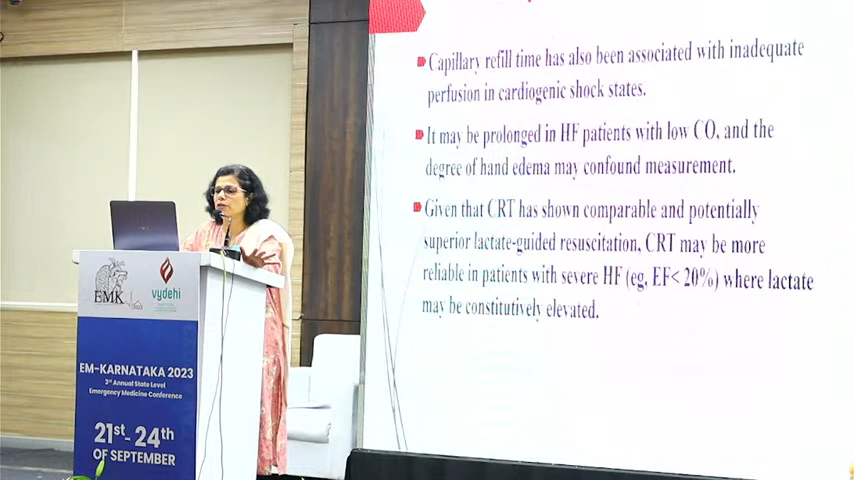 Capillary refill time has also been associated with inadequate
perfusion in cardiogenic shock states.
It may be prolonged in HF patients with low CO, and the
degree of hand edema may confound measurement.
Given that CRT has shown comparable and potentially
superior lactate-guided resuscitation, CRT may be more
reliable in patients with severe HF (eg, EF< 20%) where lactate
may be constitutively elevated.
EMK
2023
vydehi
EM-KARNATAKA 2023
3rd Annual State Level
Emergency Medicine Conference
21st- 24th
OF SEPTEMBER